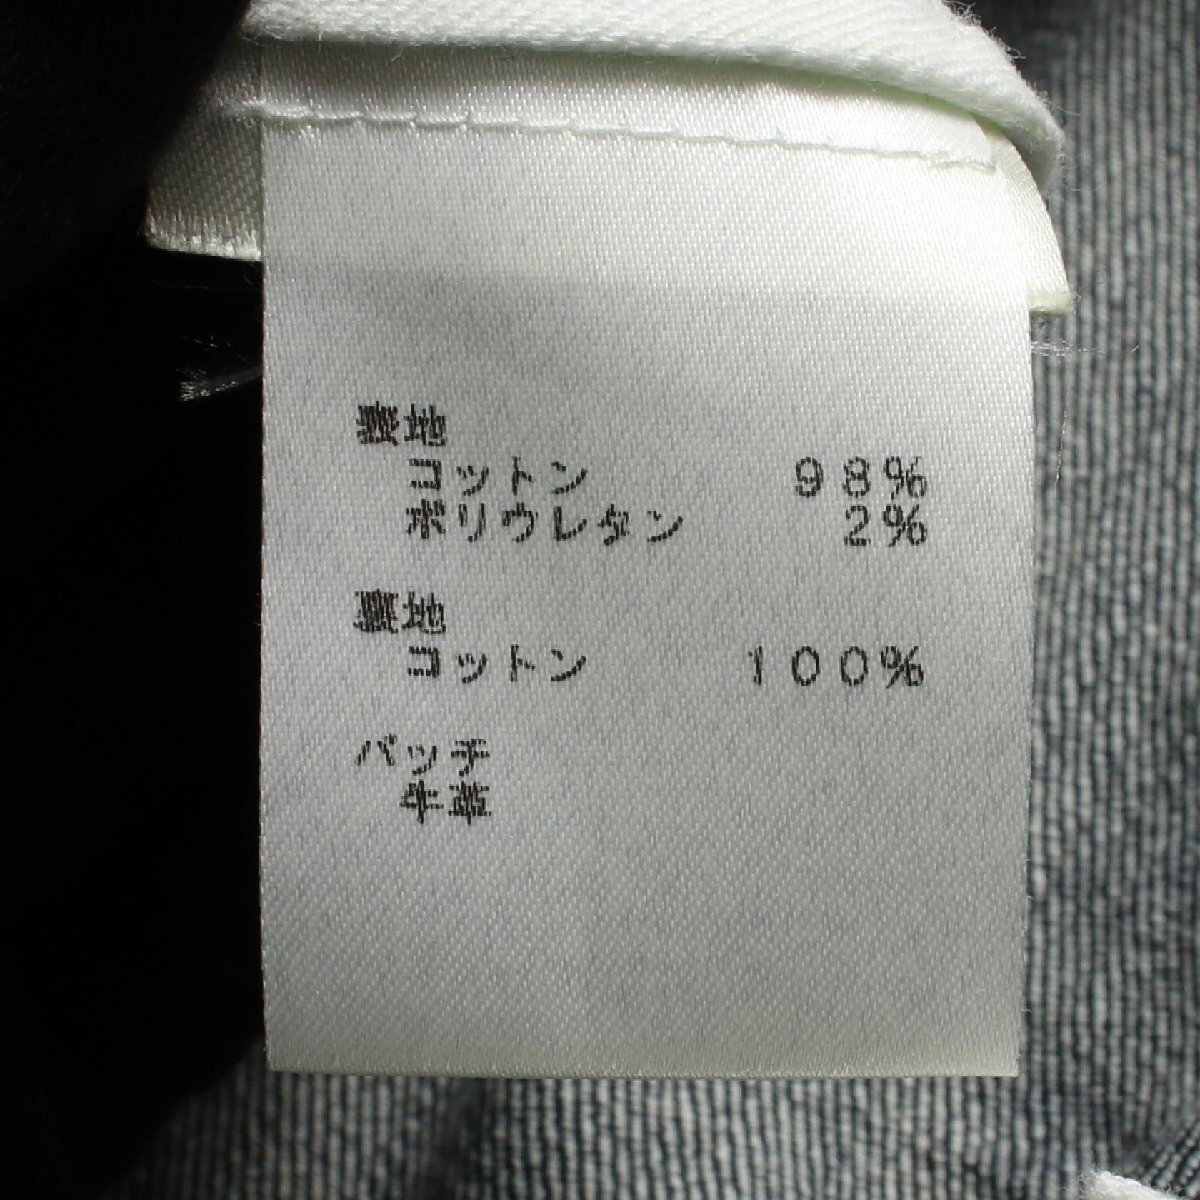 表地
コットン 98%
ポリウレタン 2%
裏地
コットン 100%
パッチ
牛革